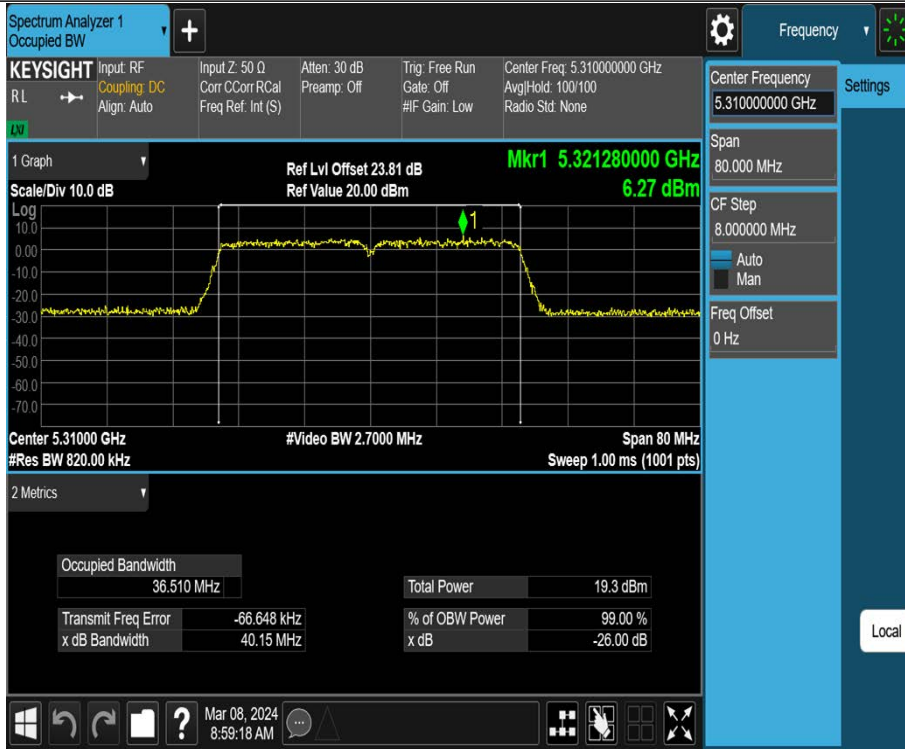 Spectrum Analyzer 1
Occupied BW
+
Frequency
KEYSIGHT
RL
LXI
Input: RF
Coupling: DC
Align: Auto
Input Z: 50 Ω
Corr CCorr RCal
Freq Ref: Int (S)
Atten: 30 dB
Preamp: Off
Trig: Free Run
Gate: Off
#IF Gain: Low
Center Freq: 5.310000000 GHz
Avg|Hold: 100/100
Radio Std: None
Center Frequency
5.310000000 GHz
Settings
Span
80.000 MHz
CF Step
8.000000 MHz
Auto
Man
Freq Offset
0 Hz
Local
1 Graph
Scale/Div 10.0 dB
Ref Lvl Offset 23.81 dB
Ref Value 20.00 dBm
Mkr1 5.321280000 GHz
6.27 dBm
Log
10.0
0.00
-10.0
-20.0
-30.0
-40.0
-50.0
-60.0
-70.0
1
Center 5.31000 GHz
#Video BW 2.7000 MHz
Span 80 MHz
#Res BW 820.00 kHz
Sweep 1.00 ms (1001 pts)
2 Metrics
Occupied Bandwidth
36.510 MHz
Total Power 19.3 dBm
Transmit Freq Error -66.648 kHz
% of OBW Power 99.00 %
x dB Bandwidth 40.15 MHz
x dB -26.00 dB
?
Mar 08, 2024
8:59:18 AM